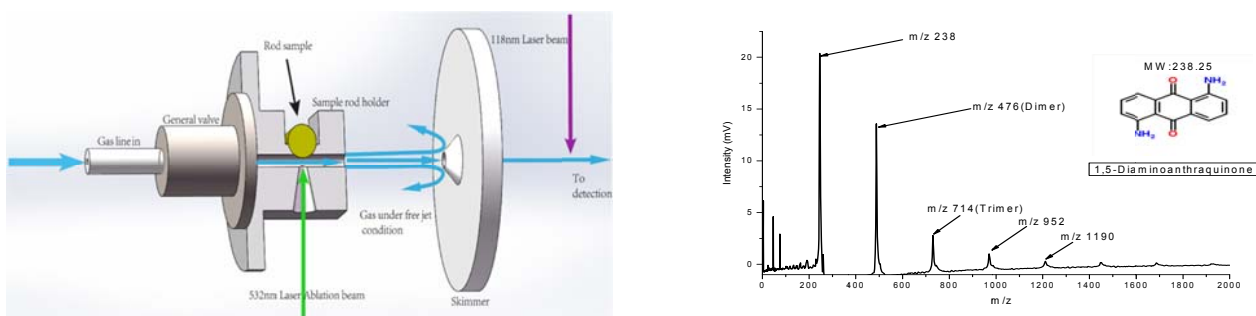 Rod sample
118nm Laser beam
Sample rod holder
General valve
Gas line in
To
detection
Gas under free jet
condition
532nm Laser Ablation beam
Skimmer
m/z 238
MW:238.25
O
NH₂
NH₂
O
1,5-Diaminoanthraquinone
m/z 476(Dimer)
m/z 714(Trimer)
m/z 952
m/z 1190
Intensity (mV)
20
15
10
5
0
0 200 400 600 800 1000 1200 1400 1600 1800 2000
m/z